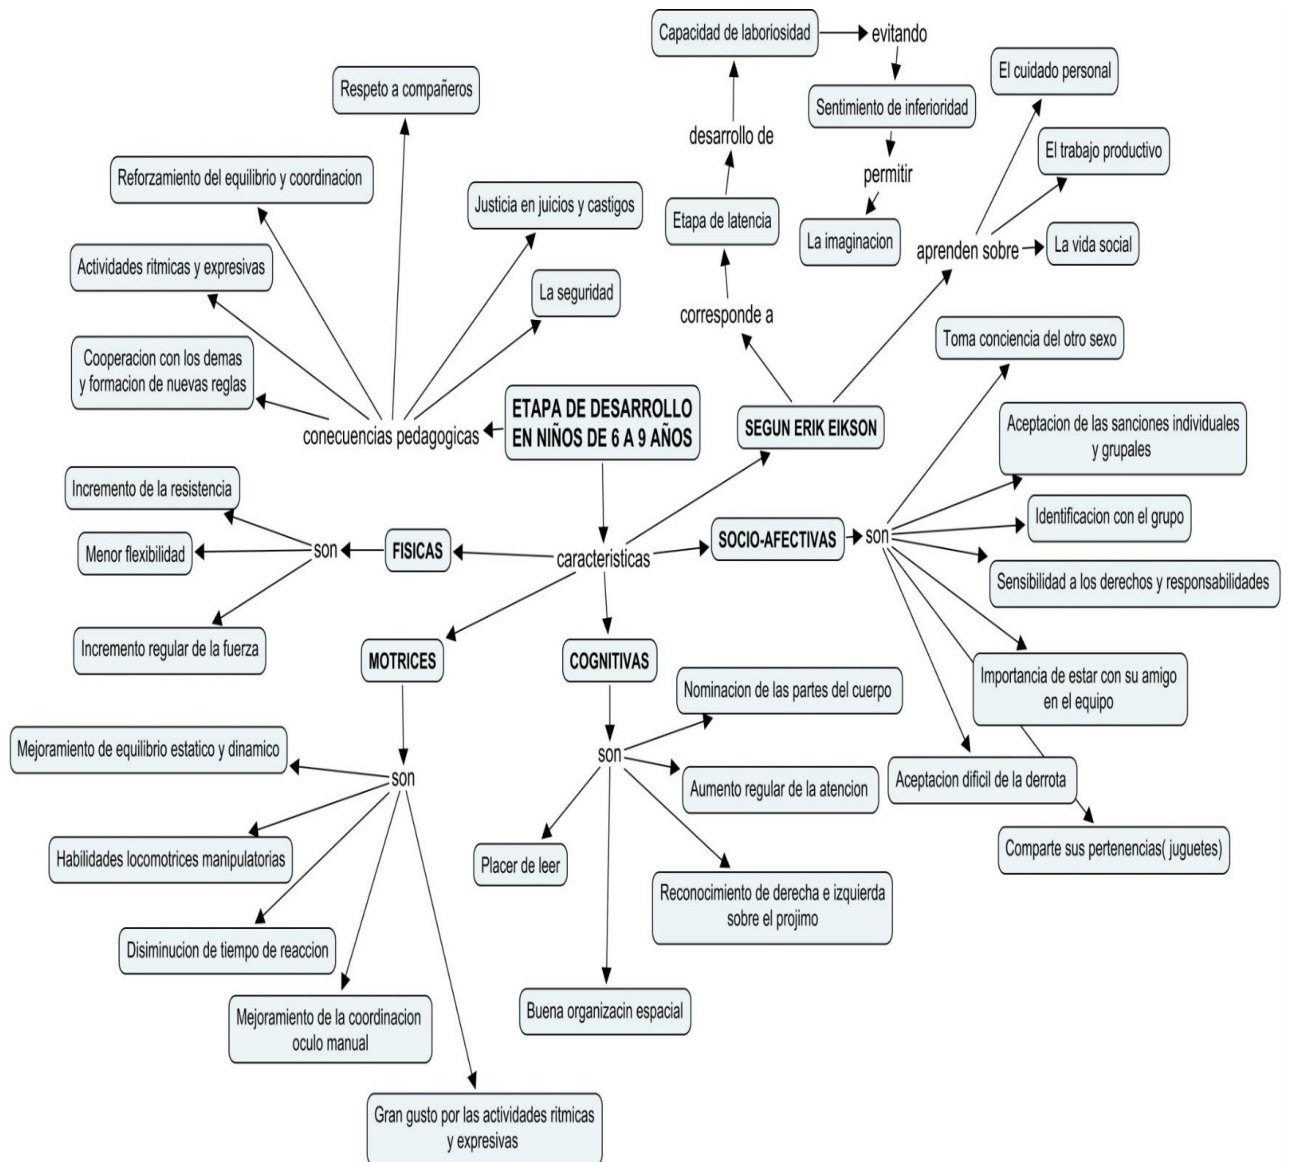 Capacidad de laboriosidad
evitando
El cuidado personal
Respeto a compañeros
Sentimiento de inferioridad
desarrollo de
El trabajo productivo
permitir
Reforzamiento del equilibrio y coordinacion
Justicia en juicios y castigos
Etapa de latencia
La imaginacion
aprenden sobre
La vida social
Actividades ritmicas y expresivas
La seguridad
corresponde a
Toma conciencia del otro sexo
Cooperacion con los demas
y formacion de nuevas reglas
ETAPA DE DESARROLLO
EN NIÑOS DE 6 A 9 AÑOS
conecuencias pedagogicas
SEGUN ERIK EIKSON
Aceptacion de las sanciones individuales
y grupales
Incremento de la resistencia
Identificacion con el grupo
Menor flexibilidad
son
FISICAS
caracteristicas
SOCIO-AFECTIVAS
son
Sensibilidad a los derechos y responsabilidades
Incremento regular de la fuerza
MOTRICES
COGNITIVAS
Nominacion de las partes del cuerpo
Importancia de estar con su amigo
en el equipo
Mejoramiento de equilibrio estatico y dinamico
son
son
Aumento regular de la atencion
Aceptacion dificil de la derrota
Habilidades locomotrices manipulatorias
Placer de leer
Comparte sus pertenencias( juguetes)
Reconocimiento de derecha e izquierda
sobre el projimo
Disiminucion de tiempo de reaccion
Mejoramiento de la coordinacion
oculo manual
Buena organizacin espacial
Gran gusto por las actividades ritmicas
y expresivas